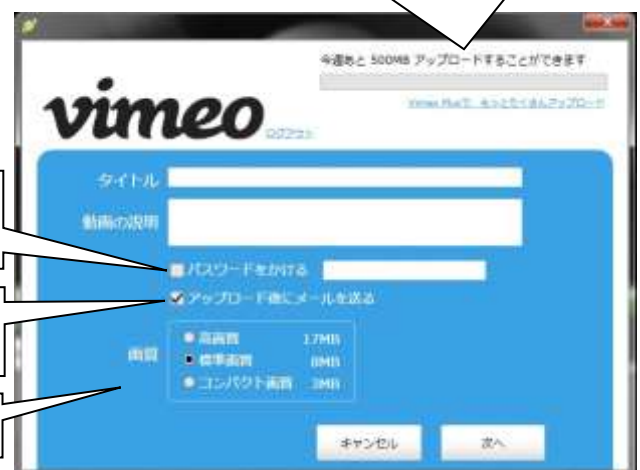 今週あと 500MB アップロードすることができます
Vimeo Plusで、もっとたくさんアップロード
vimeo
ログアウト
タイトル
動画の説明
パスワードをかける
アップロード後にメールを送る
画質
高画質 17MB
標準画質 8MB
コンパクト画質 3MB
キャンセル
次へ